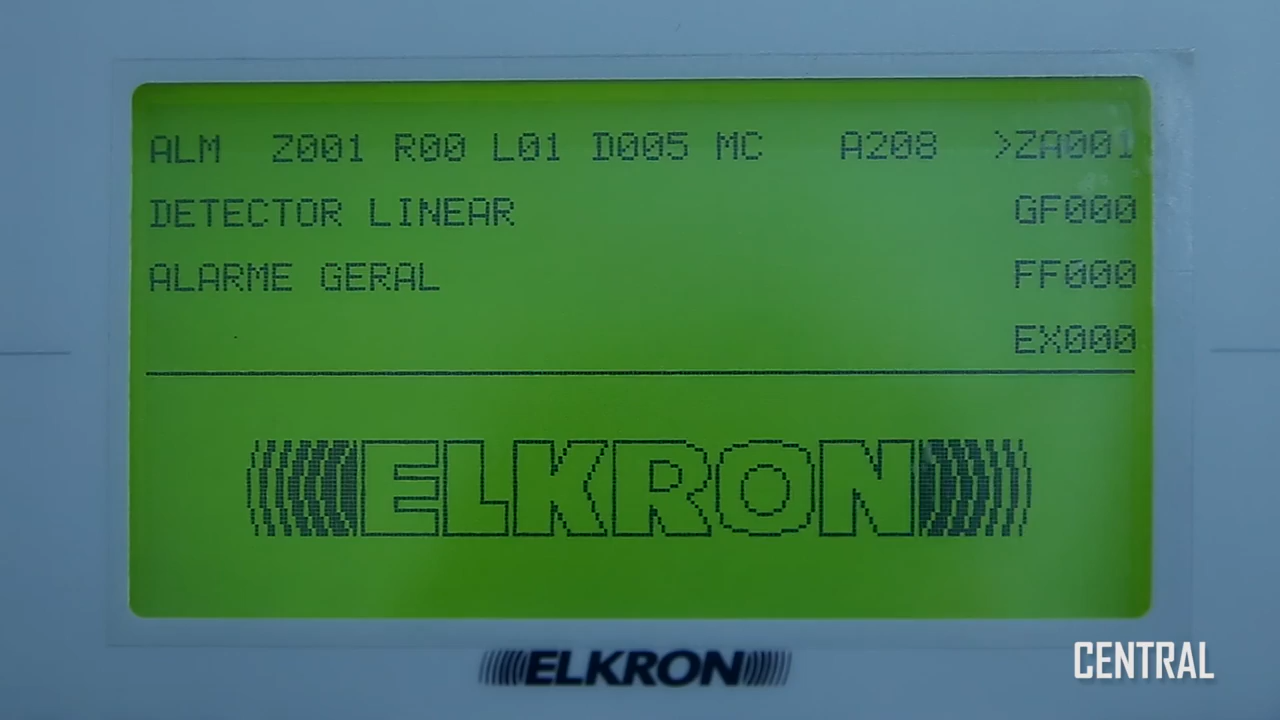 ALM Z001 R00 L01 D005 MC A208 >ZA001
DETECTOR LINEAR GF000
ALARME GERAL FF000
EX000
ELKRON
ELKRON
CENTRAL